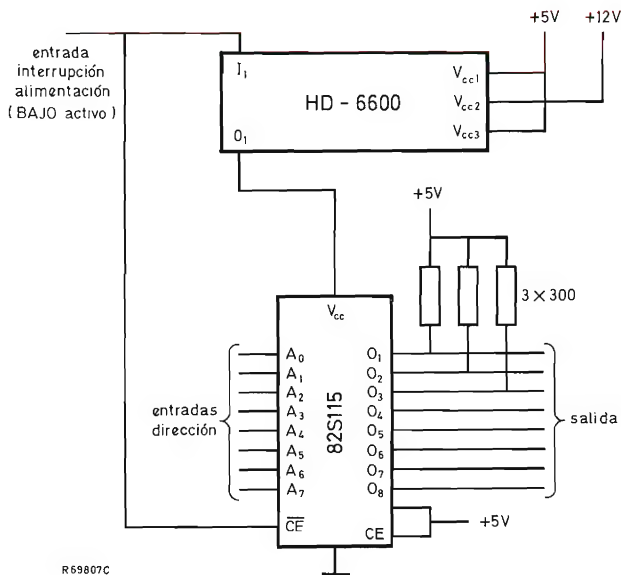 +5V +12V
entrada
interrupción
alimentación
(BAJO activo)
I₁
HD - 6600
Vcc1
Vcc2
Vcc3
O₁
+5V
3 × 300
Vcc
82S115
entradas
dirección
A₀ O₁
A₁ O₂
A₂ O₃
A₃ O₄
A₄ O₅
A₅ O₆
A₆ O₇
A₇ O₈
salida
C̅E̅ CE
+5V
R69807C